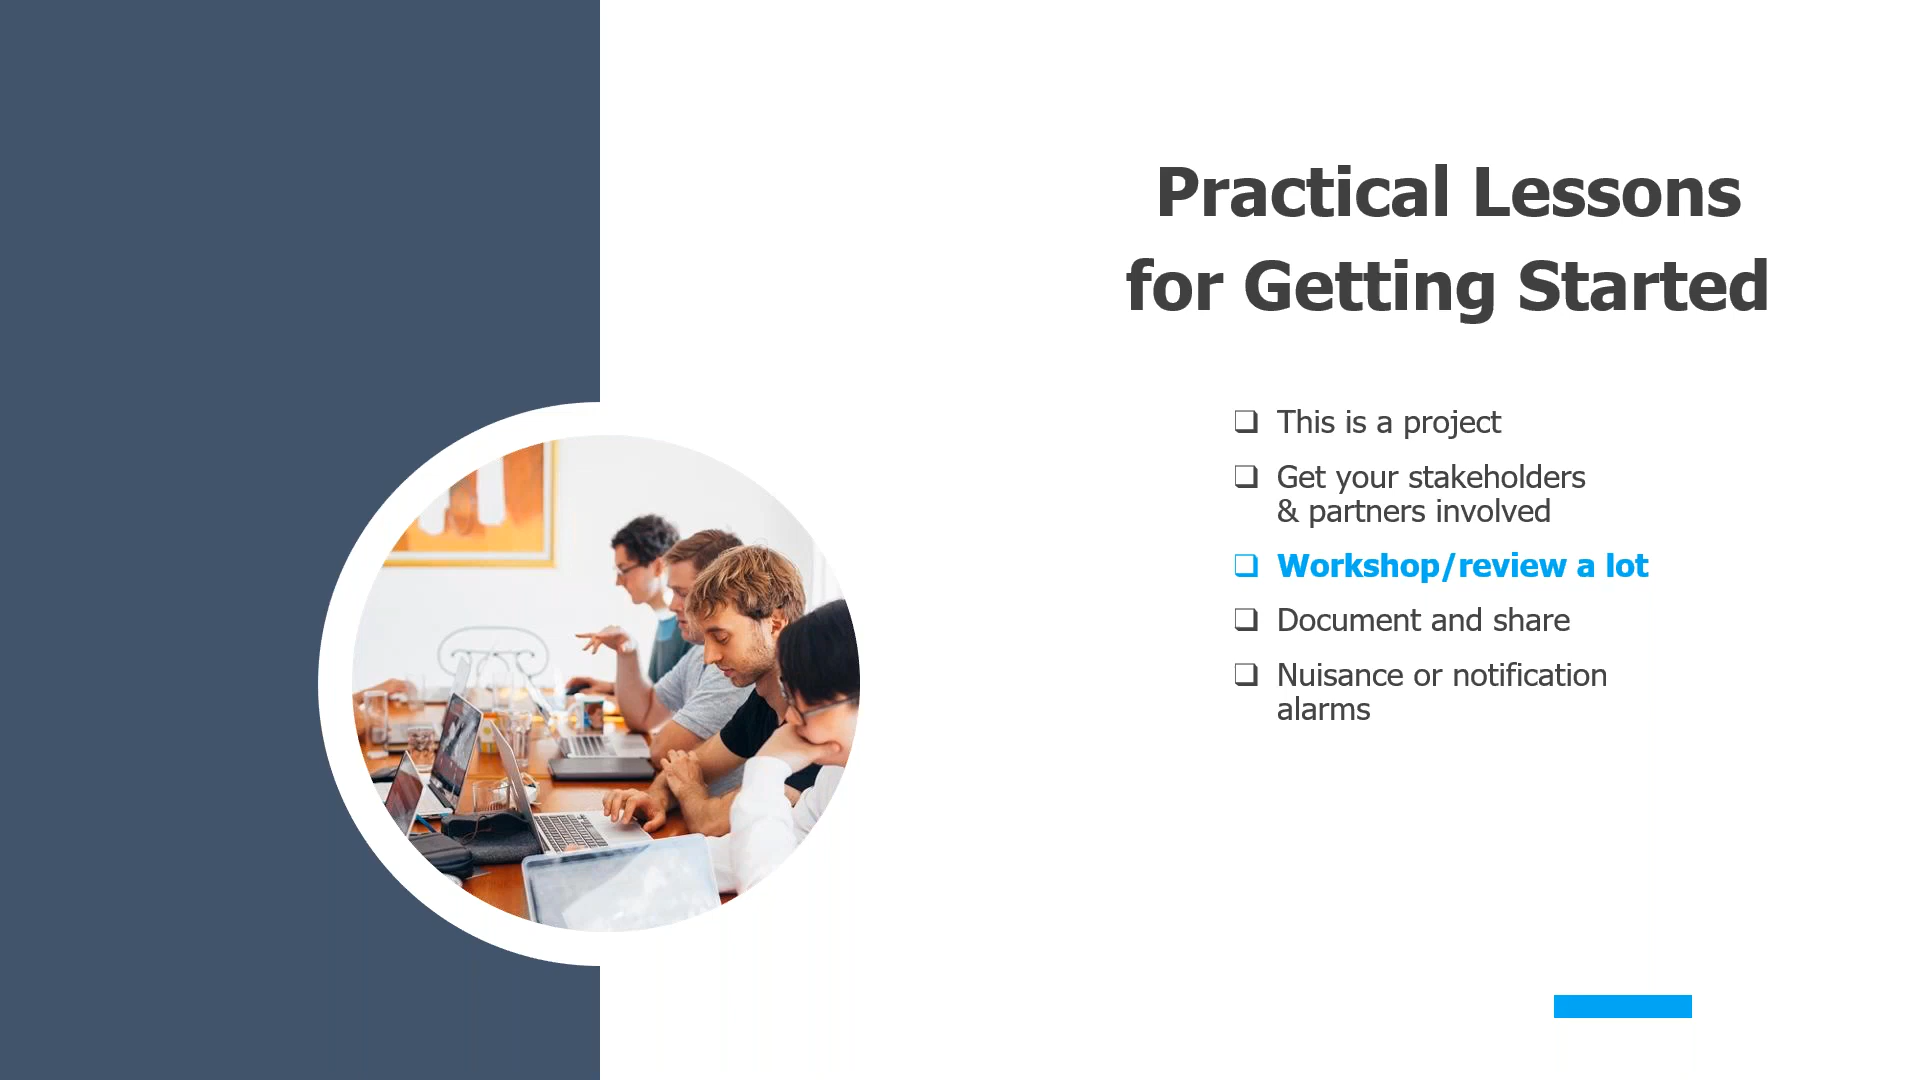 Practical Lessons
for Getting Started
❏ This is a project
❏ Get your stakeholders
& partners involved
❏ Workshop/review a lot
❏ Document and share
❏ Nuisance or notification
alarms